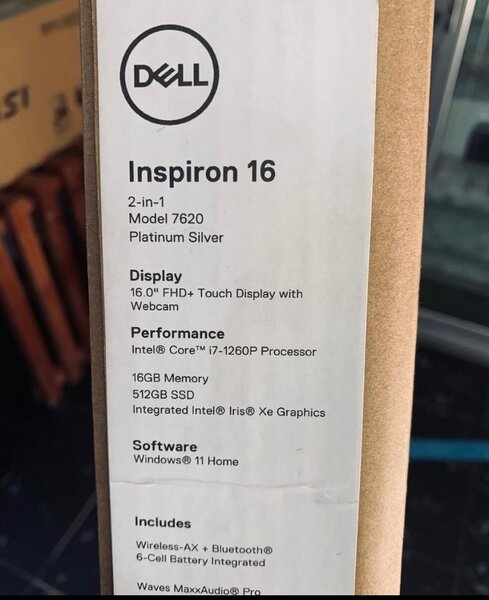 DELL
Inspiron 16
2-in-1
Model 7620
Platinum Silver
Display
16.0" FHD+ Touch Display with
Webcam
Performance
Intel® Core™ i7-1260P Processor
16GB Memory
512GB SSD
Integrated Intel® Iris® Xe Graphics
Software
Windows® 11 Home
Includes
Wireless-AX + Bluetooth®
6-Cell Battery Integrated
Waves MaxxAudio® Pro